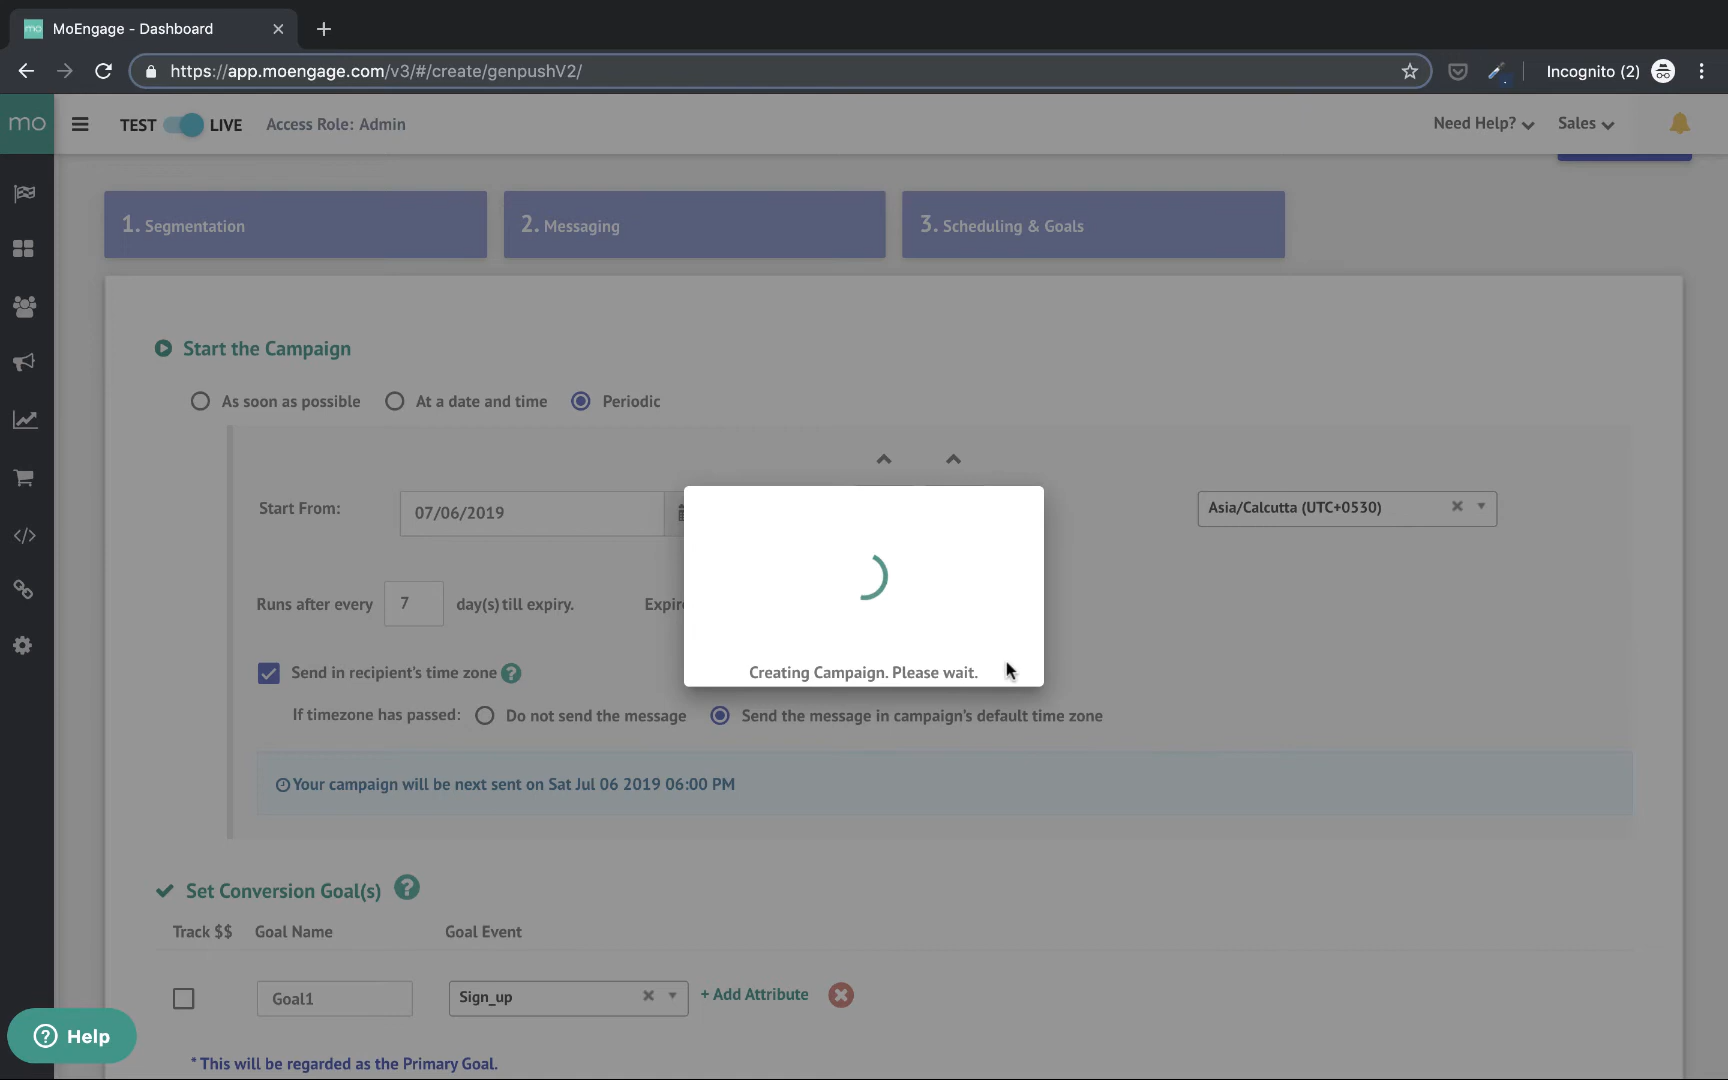 mo MoEngage - Dashboard
https://app.moengage.com/v3/#/create/genpushV2/
Incognito (2)
mo TEST LIVE Access Role: Admin Need Help? Sales
1. Segmentation 2. Messaging 3. Scheduling & Goals
Start the Campaign
As soon as possible At a date and time Periodic
Start From: 07/06/2019 Asia/Calcutta (UTC+0530)
Runs after every 7 day(s) till expiry.
Creating Campaign. Please wait.
Send in recipient's time zone ?
If timezone has passed: Do not send the message Send the message in campaign's default time zone
Your campaign will be next sent on Sat Jul 06 2019 06:00 PM
Set Conversion Goal(s) ?
Track $$ Goal Name Goal Event
Goal1 Sign_up + Add Attribute
? Help
* This will be regarded as the Primary Goal.